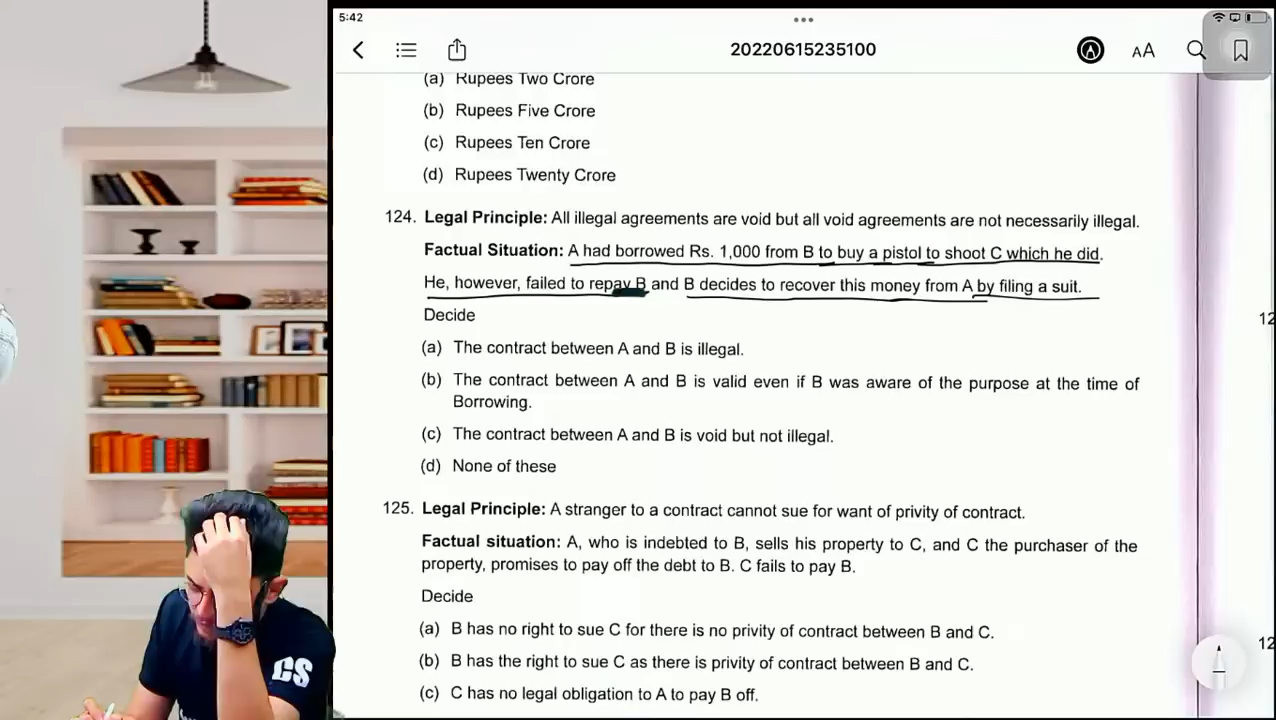 5:42
20220615235100
AA
(a) Rupees Two Crore
(b) Rupees Five Crore
(c) Rupees Ten Crore
(d) Rupees Twenty Crore
124. Legal Principle: All illegal agreements are void but all void agreements are not necessarily illegal.
Factual Situation: A had borrowed Rs. 1,000 from B to buy a pistol to shoot C which he did.
He, however, failed to repay B and B decides to recover this money from A by filing a suit.
Decide
(a) The contract between A and B is illegal.
(b) The contract between A and B is valid even if B was aware of the purpose at the time of
Borrowing.
(c) The contract between A and B is void but not illegal.
(d) None of these
125. Legal Principle: A stranger to a contract cannot sue for want of privity of contract.
Factual situation: A, who is indebted to B, sells his property to C, and C the purchaser of the
property, promises to pay off the debt to B. C fails to pay B.
Decide
(a) B has no right to sue C for there is no privity of contract between B and C.
(b) B has the right to sue C as there is privity of contract between B and C.
(c) C has no legal obligation to A to pay B off.
12
12
CS